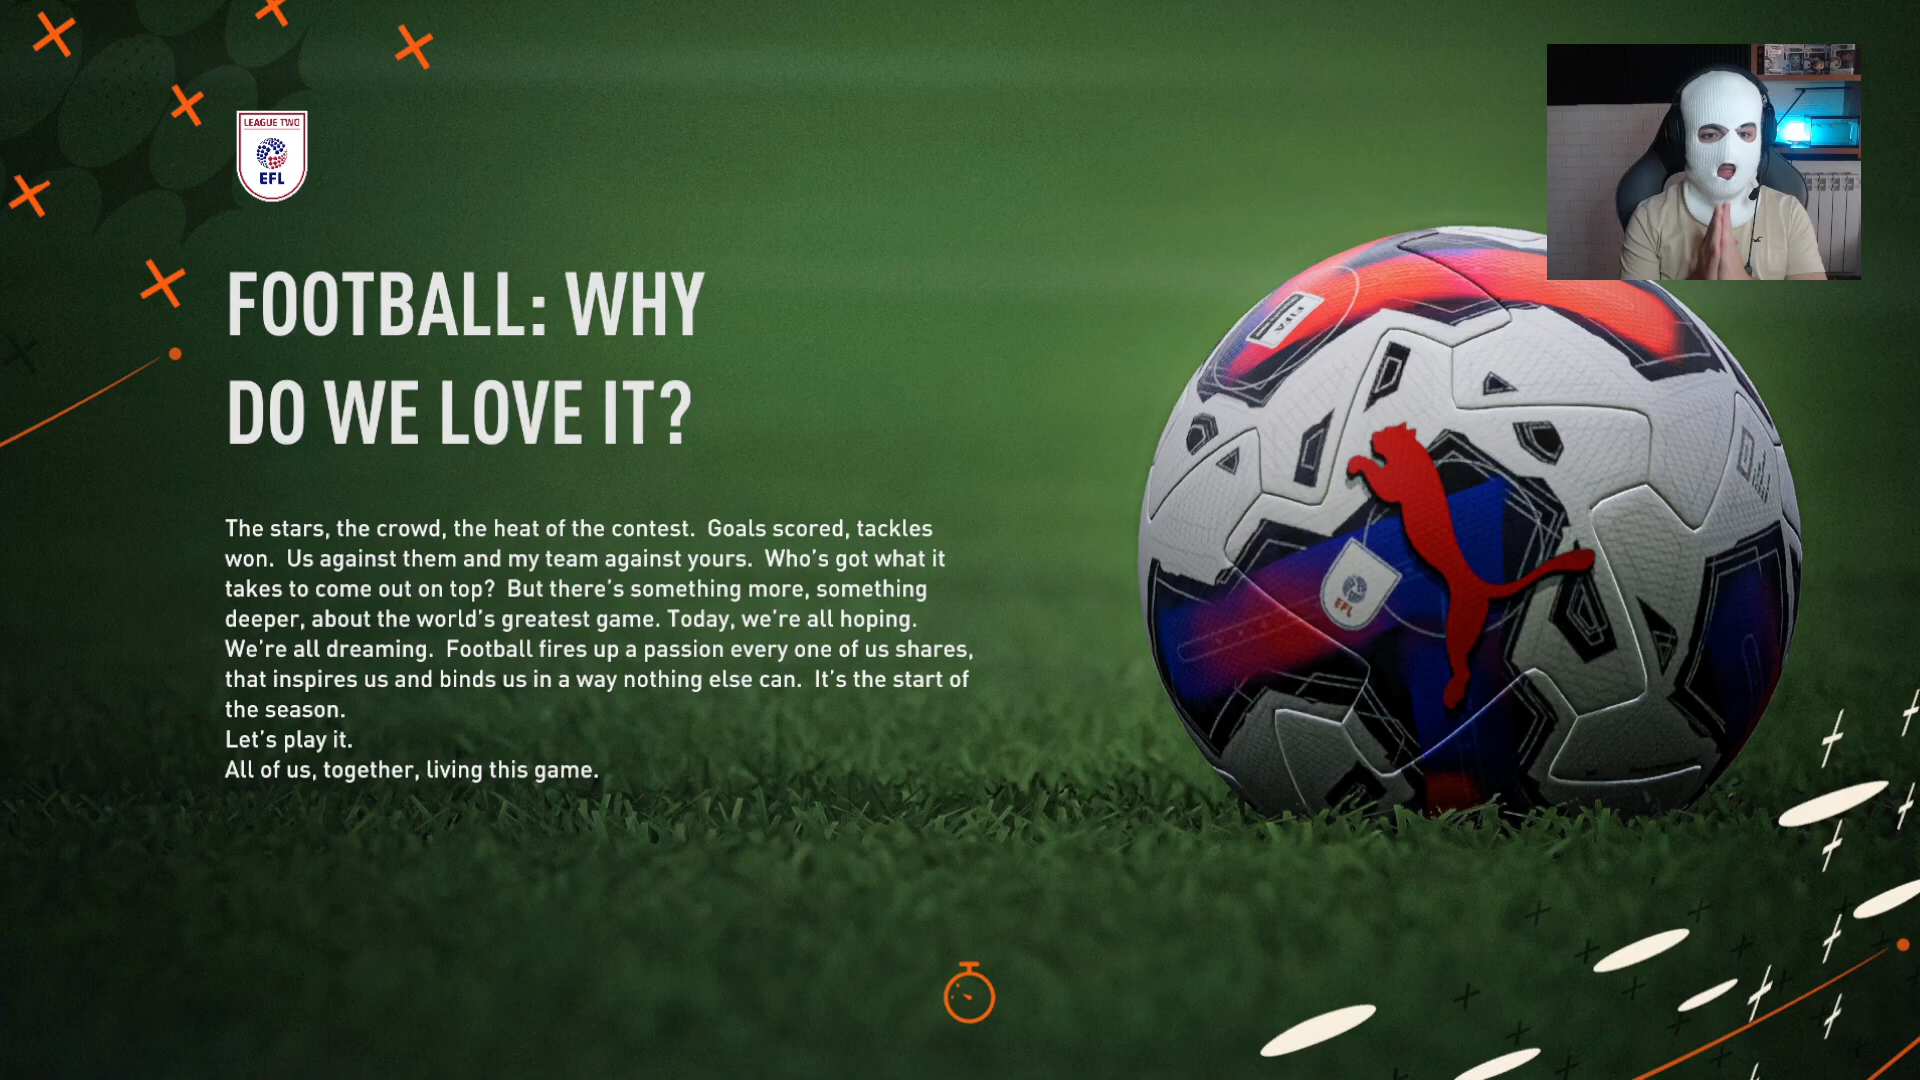 LEAGUE TWO
EFL
FOOTBALL: WHY
DO WE LOVE IT?
The stars, the crowd, the heat of the contest.  Goals scored, tackles
won.  Us against them and my team against yours.  Who's got what it
takes to come out on top?  But there's something more, something
deeper, about the world's greatest game. Today, we're all hoping.
We're all dreaming.  Football fires up a passion every one of us shares,
that inspires us and binds us in a way nothing else can.  It's the start of
the season.
Let's play it.
All of us, together, living this game.
FIFA
EFL